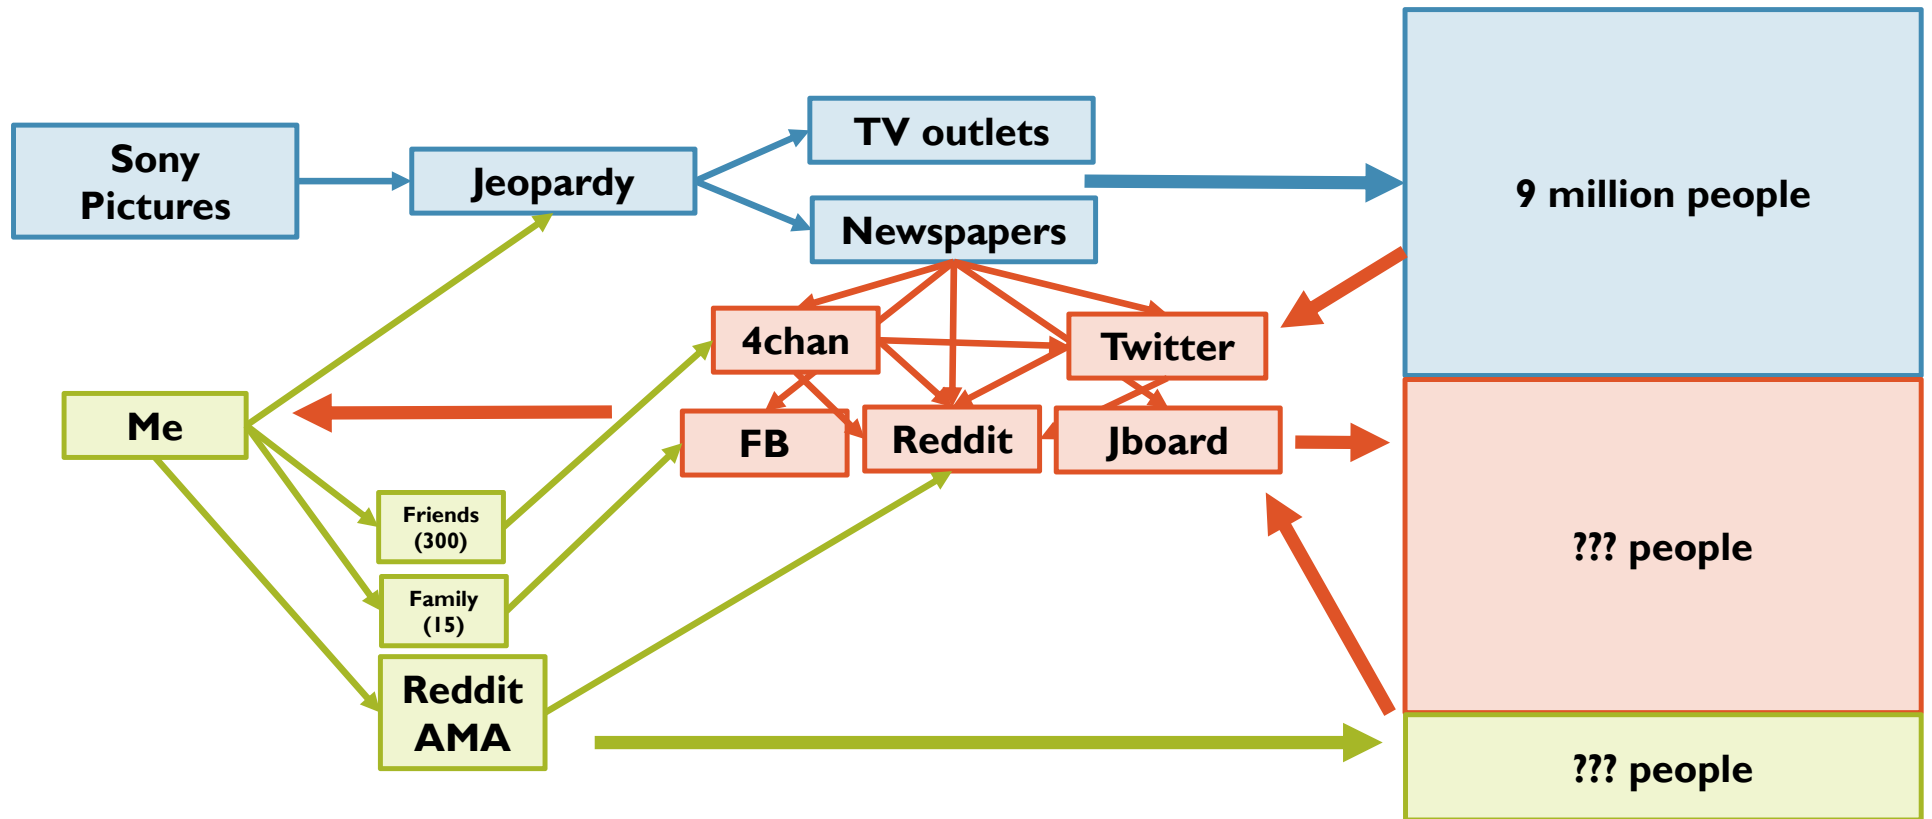 Sony
Pictures
Jeopardy
TV outlets
Newspapers
9 million people
4chan
Twitter
Me
FB
Reddit
Jboard
Friends
(300)
Family
(15)
Reddit
AMA
??? people
??? people